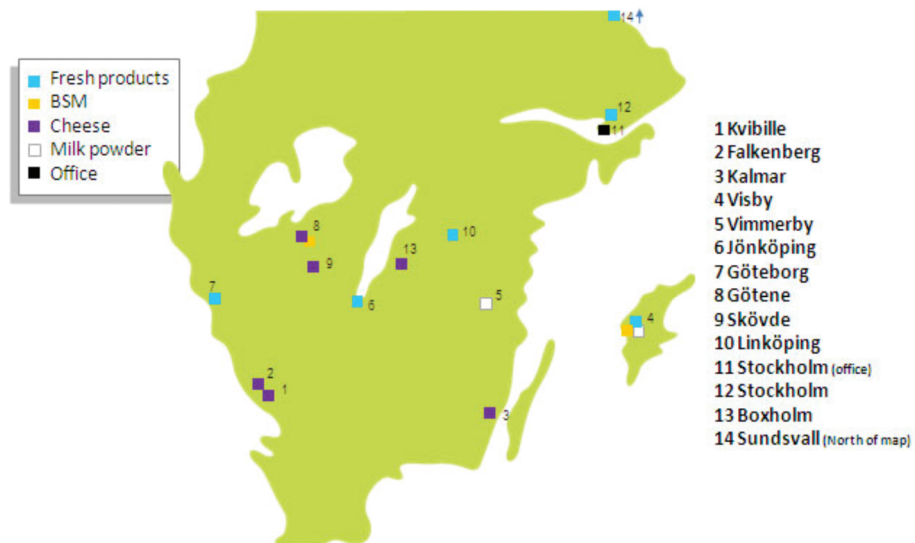 14
Fresh products
BSM
Cheese
Milk powder
Office
12
11
1 Kvibille
2 Falkenberg
3 Kalmar
4 Visby
5 Vimmerby
6 Jönköping
7 Göteborg
8 Götene
9 Skövde
10 Linköping
11 Stockholm (office)
12 Stockholm
13 Boxholm
14 Sundsvall (North of map)
8
10
13
9
7
6
5
4
2
1
3